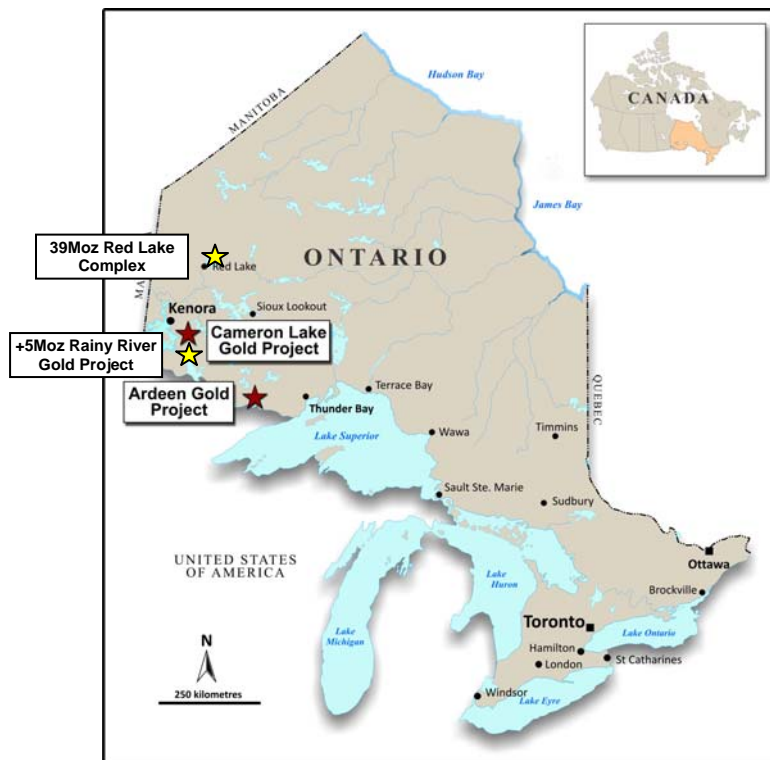 Hudson Bay
CANADA
MANITOBA
James Bay
39Moz Red Lake
Complex
Red Lake
ONTARIO
MA
Kenora
Sioux Lookout
+5Moz Rainy River
Gold Project
Cameron Lake
Gold Project
Ardeen Gold
Project
Thunder Bay
Terrace Bay
QUEBEC
Lake Superior
Wawa
Timmins
Sault Ste. Marie
Sudbury
UNITED STATES
OF AMERICA
Lake
Huron
Ottawa
Brockville
Lake
Michigan
Toronto
Lake Ontario
Hamilton
St Catharines
London
N
250 kilometres
Windsor
Lake Eyre